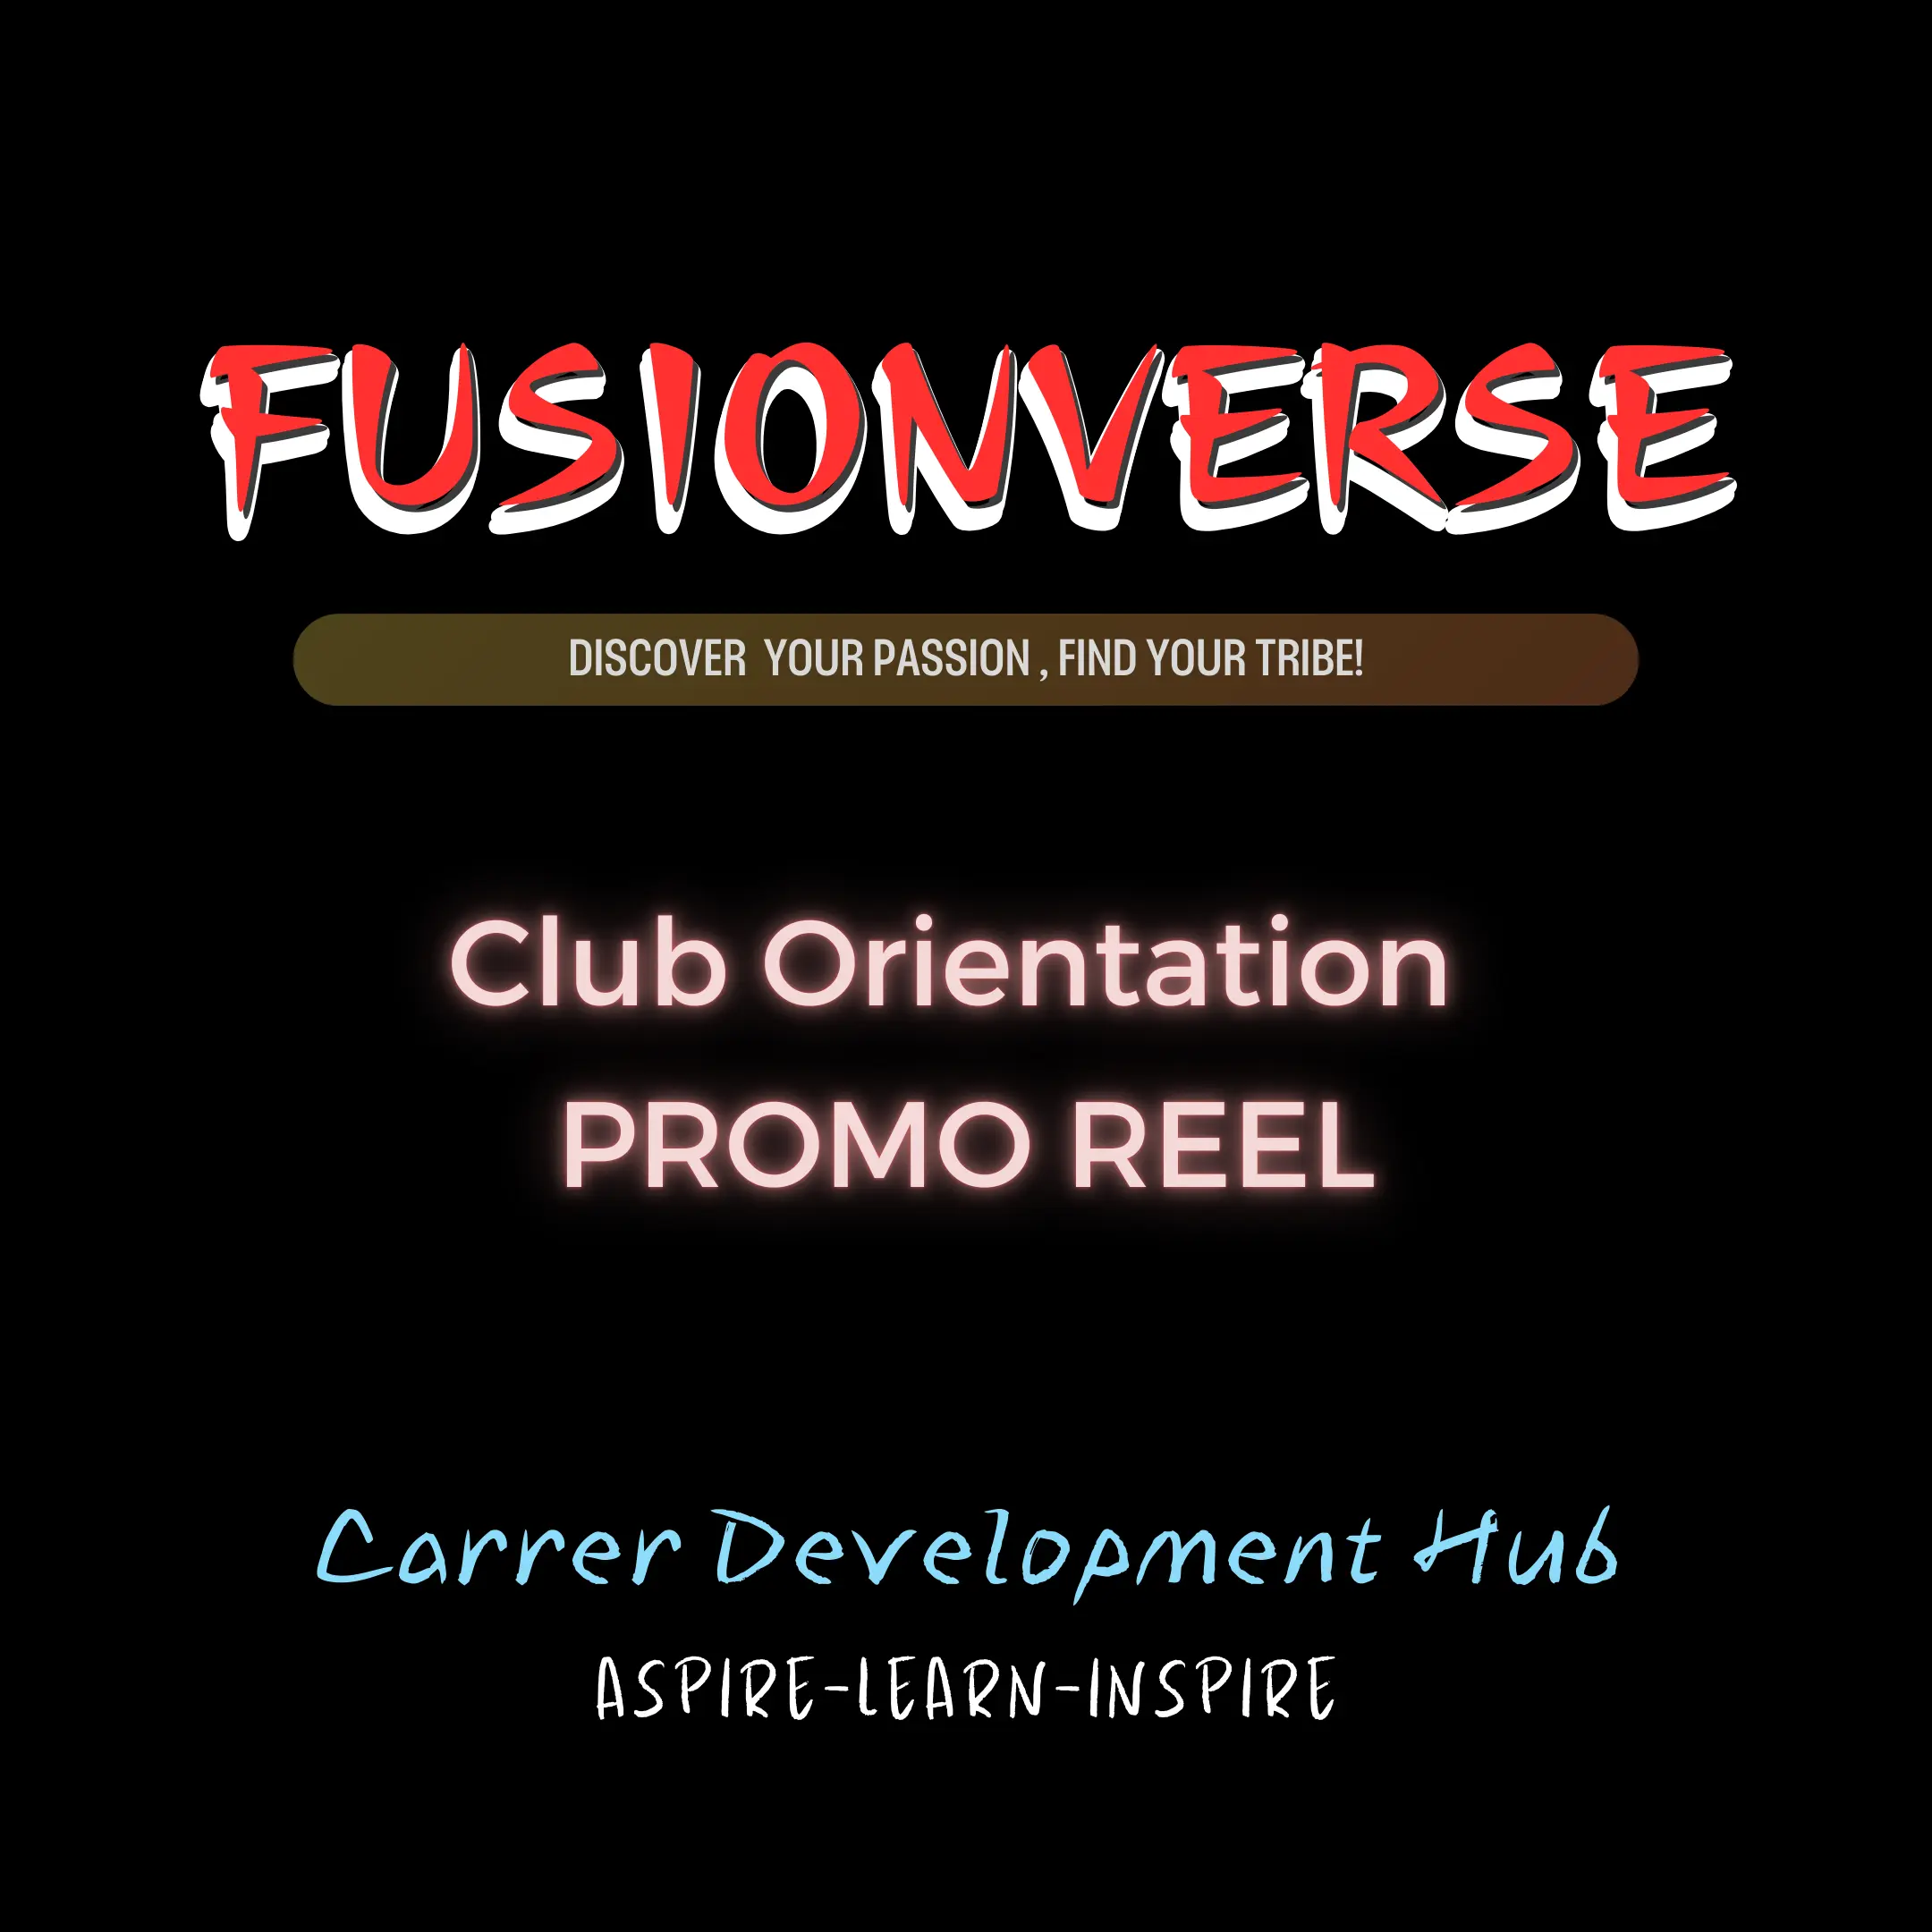 FUSIONVERSE
DISCOVER YOUR PASSION , FIND YOUR TRIBE!
Club Orientation
PROMO REEL
Carrer Development Hub
ASPIRE-LEARN-INSPIRE